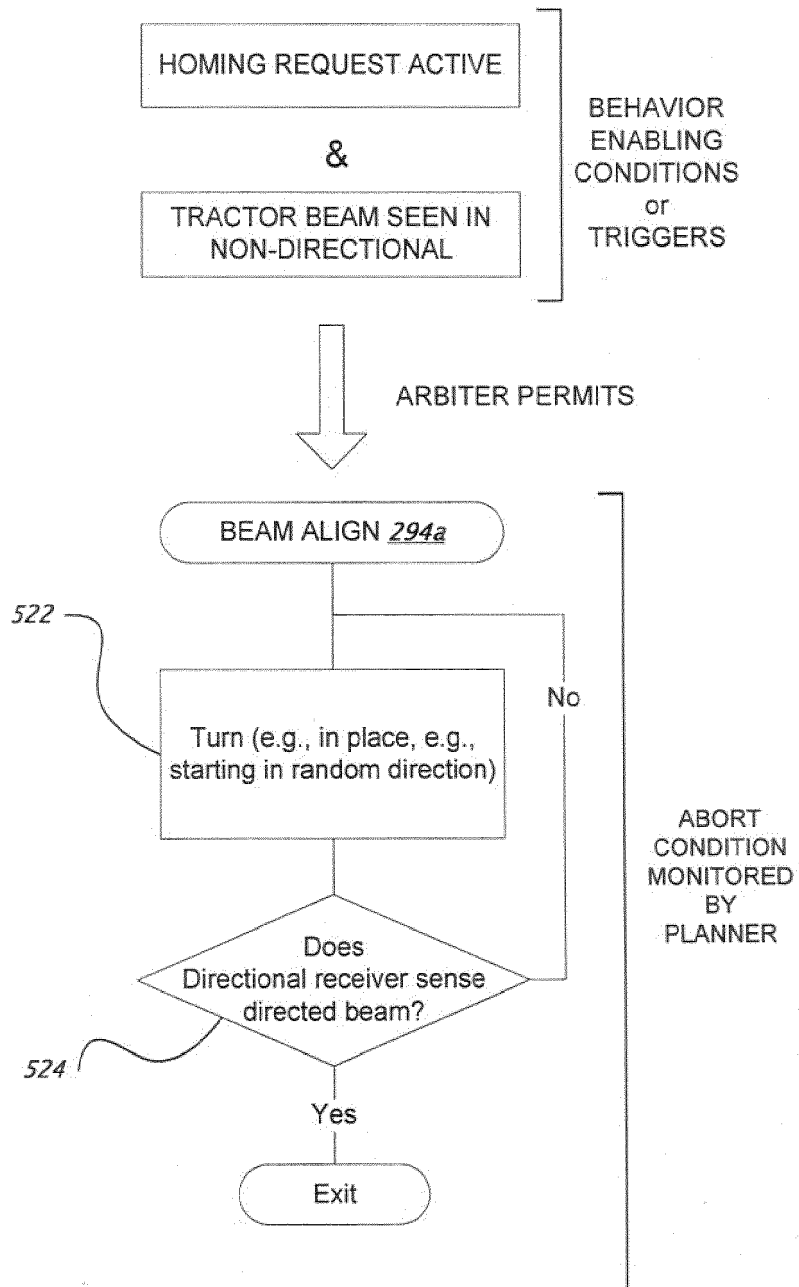 HOMING REQUEST ACTIVE
&
TRACTOR BEAM SEEN IN
NON-DIRECTIONAL
BEHAVIOR
ENABLING
CONDITIONS
or
TRIGGERS
ARBITER PERMITS
BEAM ALIGN 294a
522
No
Turn (e.g., in place, e.g.,
starting in random direction)
ABORT
CONDITION
MONITORED
BY
PLANNER
Does
Directional receiver sense
directed beam?
524
Yes
Exit